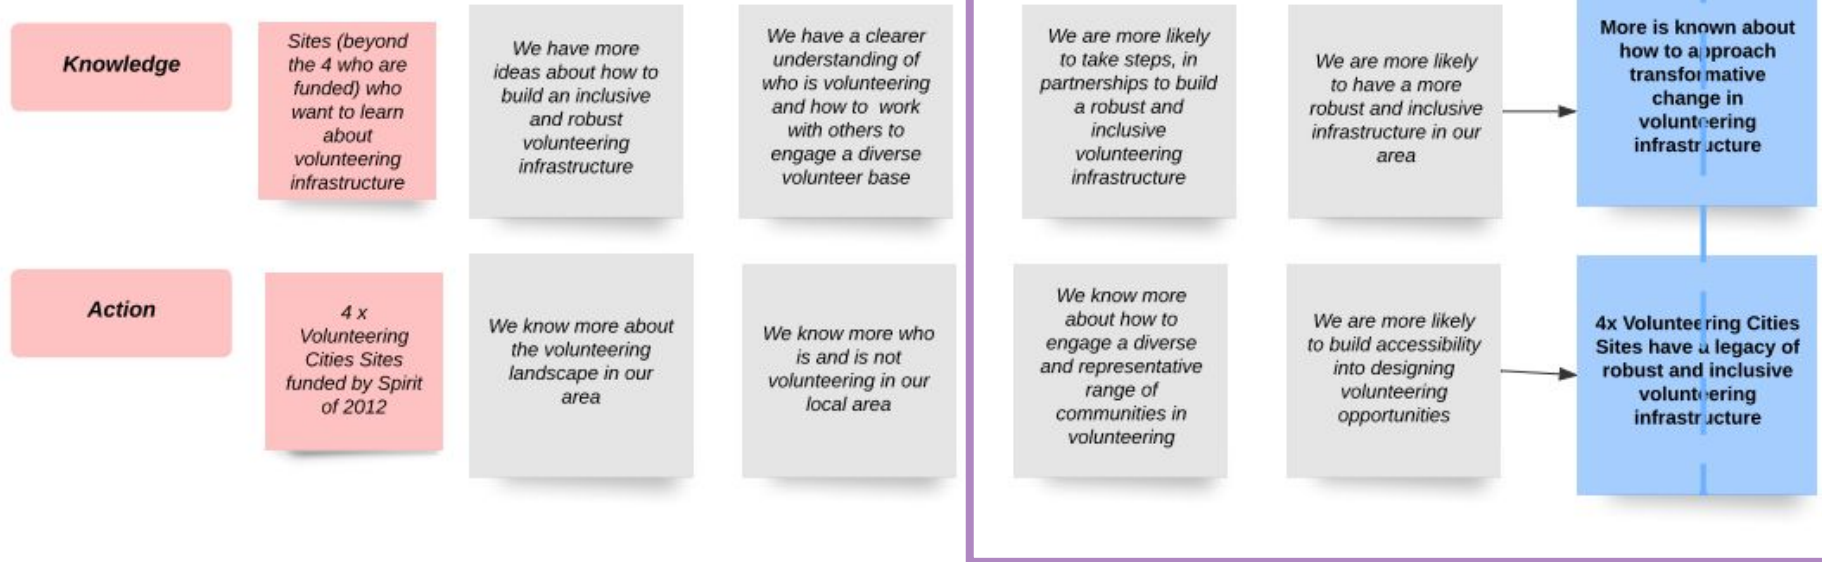 Knowledge
Sites (beyond
the 4 who are
funded) who
want to learn
about
volunteering
infrastructure
We have more
ideas about how to
build an inclusive
and robust
volunteering
infrastructure
We have a clearer
understanding of
who is volunteering
and how to work
with others to
engage a diverse
volunteer base
We are more likely
to take steps, in
partnerships to build
a robust and
inclusive
volunteering
infrastructure
We are more likely
to have a more
robust and inclusive
infrastructure in our
area
More is known about
how to approach
transformative
change in
volunteering
infrastructure
Action
4 x
Volunteering
Cities Sites
funded by Spirit
of 2012
We know more about
the volunteering
landscape in our
area
We know more who
is and is not
volunteering in our
local area
We know more
about how to
engage a diverse
and representative
range of
communities in
volunteering
We are more likely
to build accessibility
into designing
volunteering
opportunities
4x Volunteering Cities
Sites have a legacy of
robust and inclusive
volunteering
infrastructure